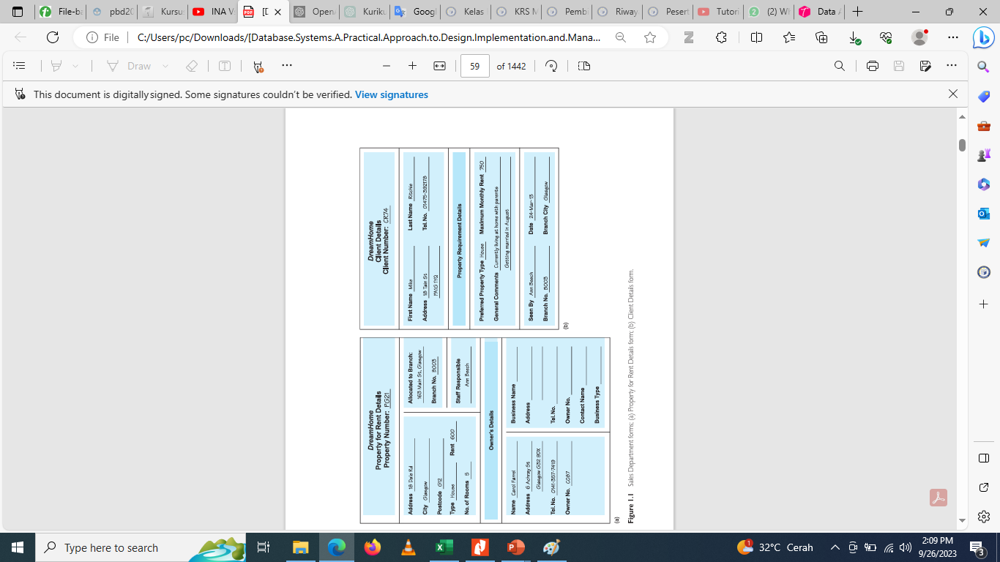 File-ba
pbd20
Kursus
INA V
[D
OpenA
Kuriku
Googl
Kelas
KRS M
Pemb
Riway
Pesert
Tutori
(2) W
Data A
File
C:/Users/pc/Downloads/[Database.Systems.A.Practical.Approach.to.Design.Implementation.and.Mana...
Draw
59
of 1442
This document is digitally signed. Some signatures couldn't be verified. View signatures
DreamHome
Property for Rent Details
Property Number: PG21
Address 18 Dale Rd
City Glasgow
Postcode G12
Type House Rent 600
No. of Rooms 5
Allocated to Branch:
163 Main St, Glasgow
Branch No. B003
Staff Responsible
Ann Beech
Owner's Details
Name Carol Farrel
Address 6 Achray St
Glasgow G32 9DX
Tel. No. 0141-357-7419
Owner No. CO87
Business Name
Address
Tel. No.
Owner No.
Contact Name
Business Type
(a)
DreamHome
Client Details
Client Number: CR74
First Name Mike Last Name Ritchie
Address 18 Tain St Tel. No. 01475-392178
PA1G 1YQ
Property Requirement Details
Preferred Property Type House Maximum Monthly Rent 750
General Comments Currently living at home with parents
Getting married in August
Seen By Ann Beech Date 24-Mar-13
Branch No. B003 Branch City Glasgow
(b)
Figure 1.1 Sales Department forms: (a) Property for Rent Details form; (b) Client Details form.
Type here to search
32°C Cerah
2:09 PM
9/26/2023
3